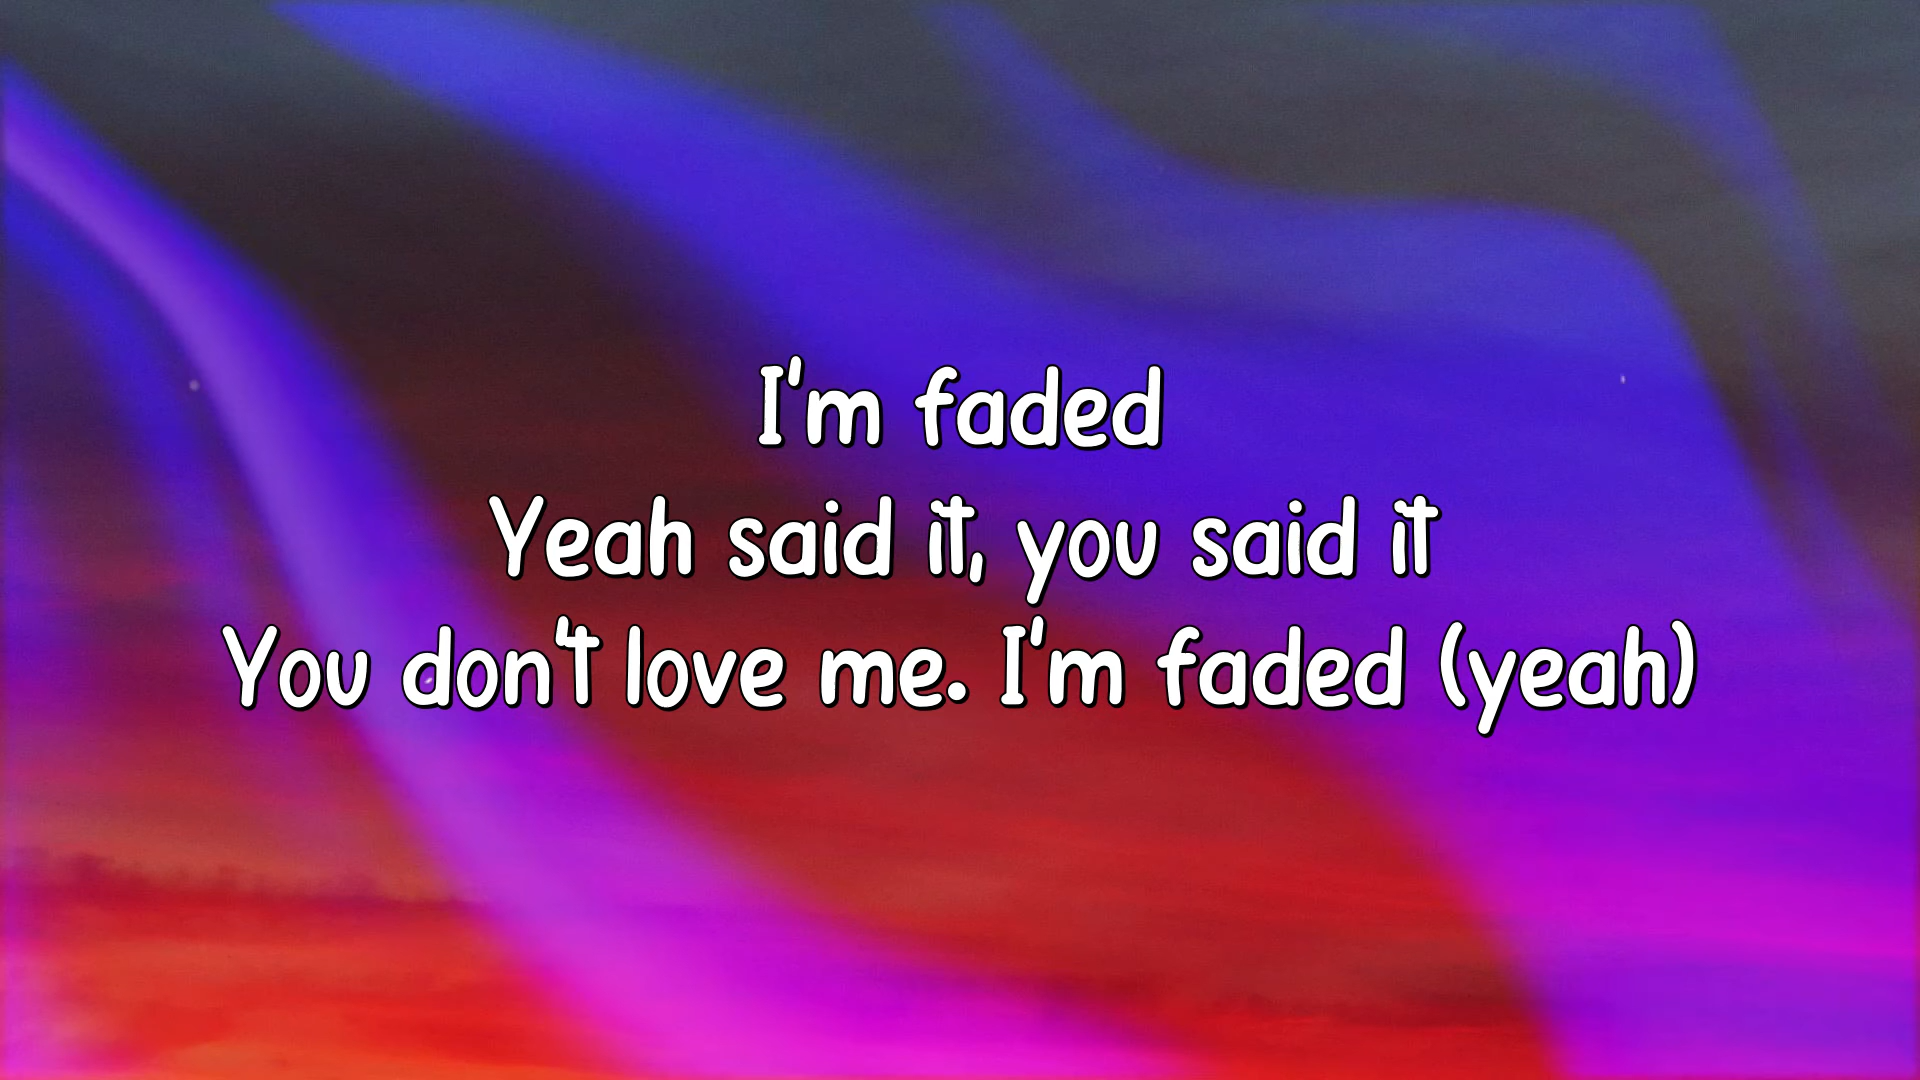 I'm faded
Yeah said it, you said it
You don't love me. I'm faded (yeah)